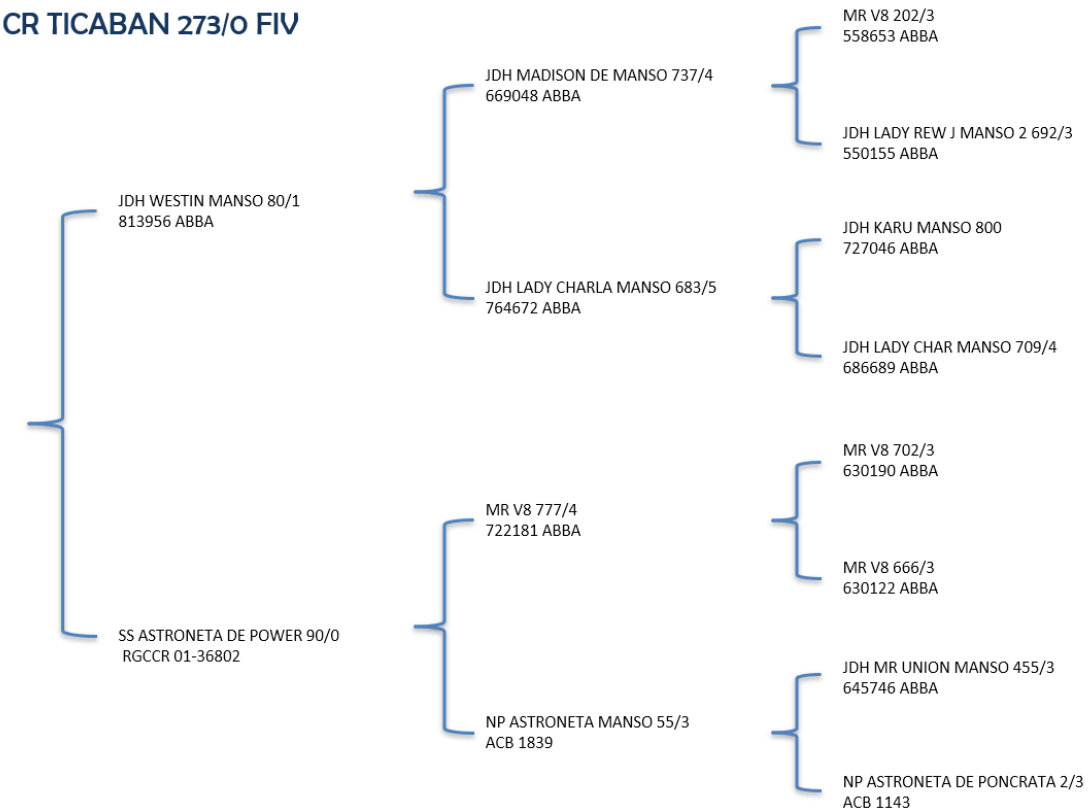 CR TICABAN 273/0 FIV
MR V8 202/3
558653 ABBA
JDH MADISON DE MANSO 737/4
669048 ABBA
JDH LADY REW J MANSO 2 692/3
550155 ABBA
JDH WESTIN MANSO 80/1
813956 ABBA
JDH KARU MANSO 800
727046 ABBA
JDH LADY CHARLA MANSO 683/5
764672 ABBA
JDH LADY CHAR MANSO 709/4
686689 ABBA
MR V8 702/3
630190 ABBA
MR V8 777/4
722181 ABBA
MR V8 666/3
630122 ABBA
SS ASTRONETA DE POWER 90/0
RGCCR 01-36802
JDH MR UNION MANSO 455/3
645746 ABBA
NP ASTRONETA MANSO 55/3
ACB 1839
NP ASTRONETA DE PONCRATA 2/3
ACB 1143